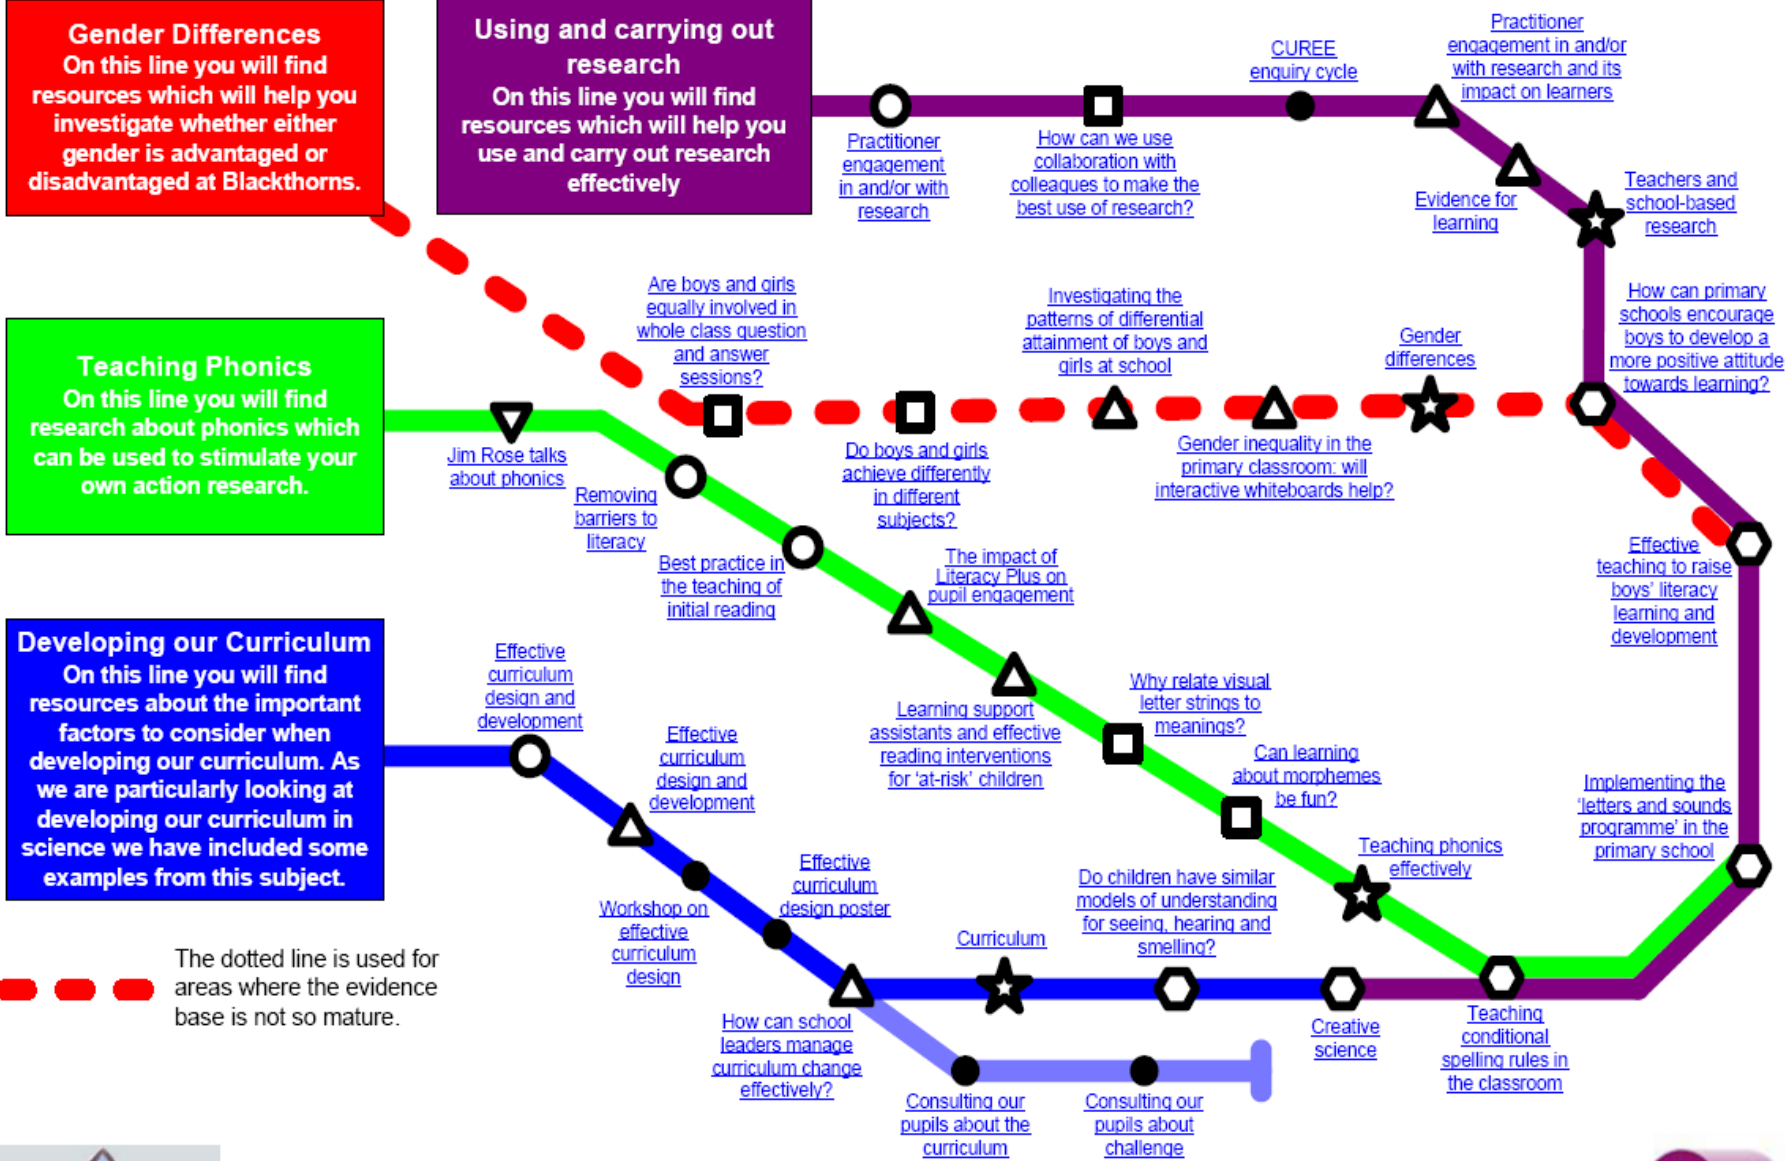 Gender Differences
On this line you will find
resources which will help you
investigate whether either
gender is advantaged or
disadvantaged at Blackthorns.
Using and carrying out
research
On this line you will find
resources which will help you
use and carry out research
effectively
Practitioner
engagement
in and/or with
research
How can we use
collaboration with
colleagues to make the
best use of research?
CUREE
enquiry cycle
Practitioner
engagement in and/or
with research and its
impact on learners
Evidence for
learning
Teachers and
school-based
research
How can primary
schools encourage
boys to develop a
more positive attitude
towards learning?
Are boys and girls
equally involved in
whole class question
and answer
sessions?
Do boys and girls
achieve differently
in different
subjects?
Investigating the
patterns of differential
attainment of boys and
girls at school
Gender inequality in the
primary classroom: will
interactive whiteboards help?
Gender
differences
Effective
teaching to raise
boys' literacy
learning and
development
Teaching Phonics
On this line you will find
research about phonics which
can be used to stimulate your
own action research.
Jim Rose talks
about phonics
Removing
barriers to
literacy
Best practice in
the teaching of
initial reading
The impact of
Literacy Plus on
pupil engagement
Learning support
assistants and effective
reading interventions
for 'at-risk' children
Why relate visual
letter strings to
meanings?
Can learning
about morphemes
be fun?
Teaching phonics
effectively
Implementing the
'letters and sounds
programme' in the
primary school
Developing our Curriculum
On this line you will find
resources about the important
factors to consider when
developing our curriculum. As
we are particularly looking at
developing our curriculum in
science we have included some
examples from this subject.
Effective
curriculum
design and
development
Effective
curriculum
design and
development
Workshop on
effective
curriculum
design
Effective
curriculum
design poster
How can school
leaders manage
curriculum change
effectively?
Curriculum
Do children have similar
models of understanding
for seeing, hearing and
smelling?
Creative
science
Teaching
conditional
spelling rules in
the classroom
Consulting our
pupils about the
curriculum
Consulting our
pupils about
challenge
The dotted line is used for
areas where the evidence
base is not so mature.